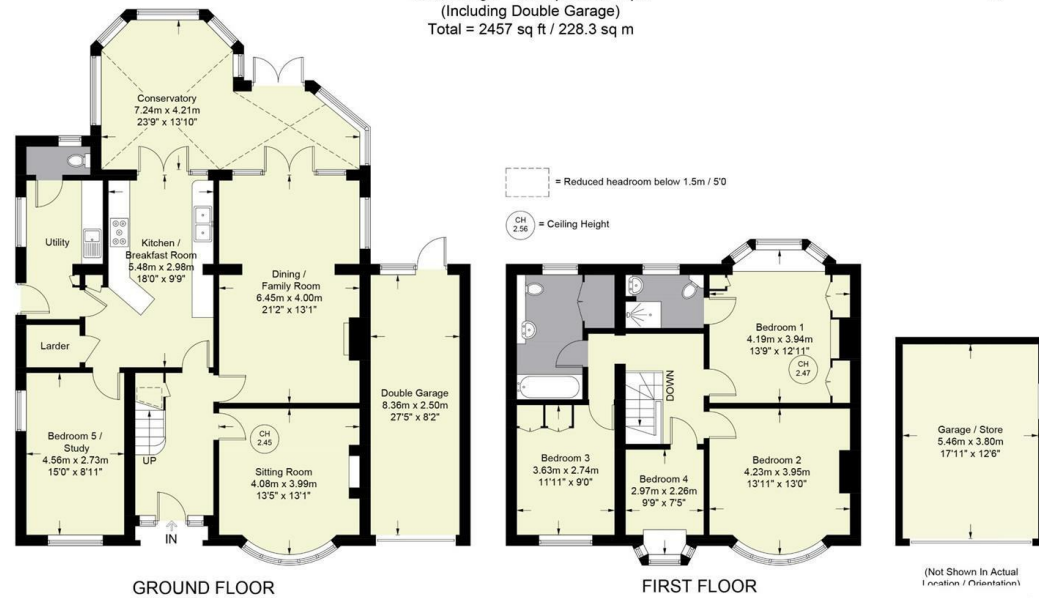 (Including Double Garage)
Total = 2457 sq ft / 228.3 sq m
Conservatory
7.24m x 4.21m
23'9" x 13'10"
= Reduced headroom below 1.5m / 5'0
CH
2.56
= Ceiling Height
Utility
Kitchen /
Breakfast Room
5.48m x 2.98m
18'0" x 9'9"
Dining /
Family Room
6.45m x 4.00m
21'2" x 13'1"
Larder
Double Garage
8.36m x 2.50m
27'5" x 8'2"
Bedroom 5 /
Study
4.56m x 2.73m
15'0" x 8'11"
UP
CH
2.45
Sitting Room
4.08m x 3.99m
13'5" x 13'1"
IN
GROUND FLOOR
Bedroom 1
4.19m x 3.94m
13'9" x 12'11"
CH
2.47
DOWN
Bedroom 3
3.63m x 2.74m
11'11" x 9'0"
Bedroom 4
2.97m x 2.26m
9'9" x 7'5"
Bedroom 2
4.23m x 3.95m
13'11" x 13'0"
FIRST FLOOR
Garage / Store
5.46m x 3.80m
17'11" x 12'6"
(Not Shown In Actual
Location / Orientation)